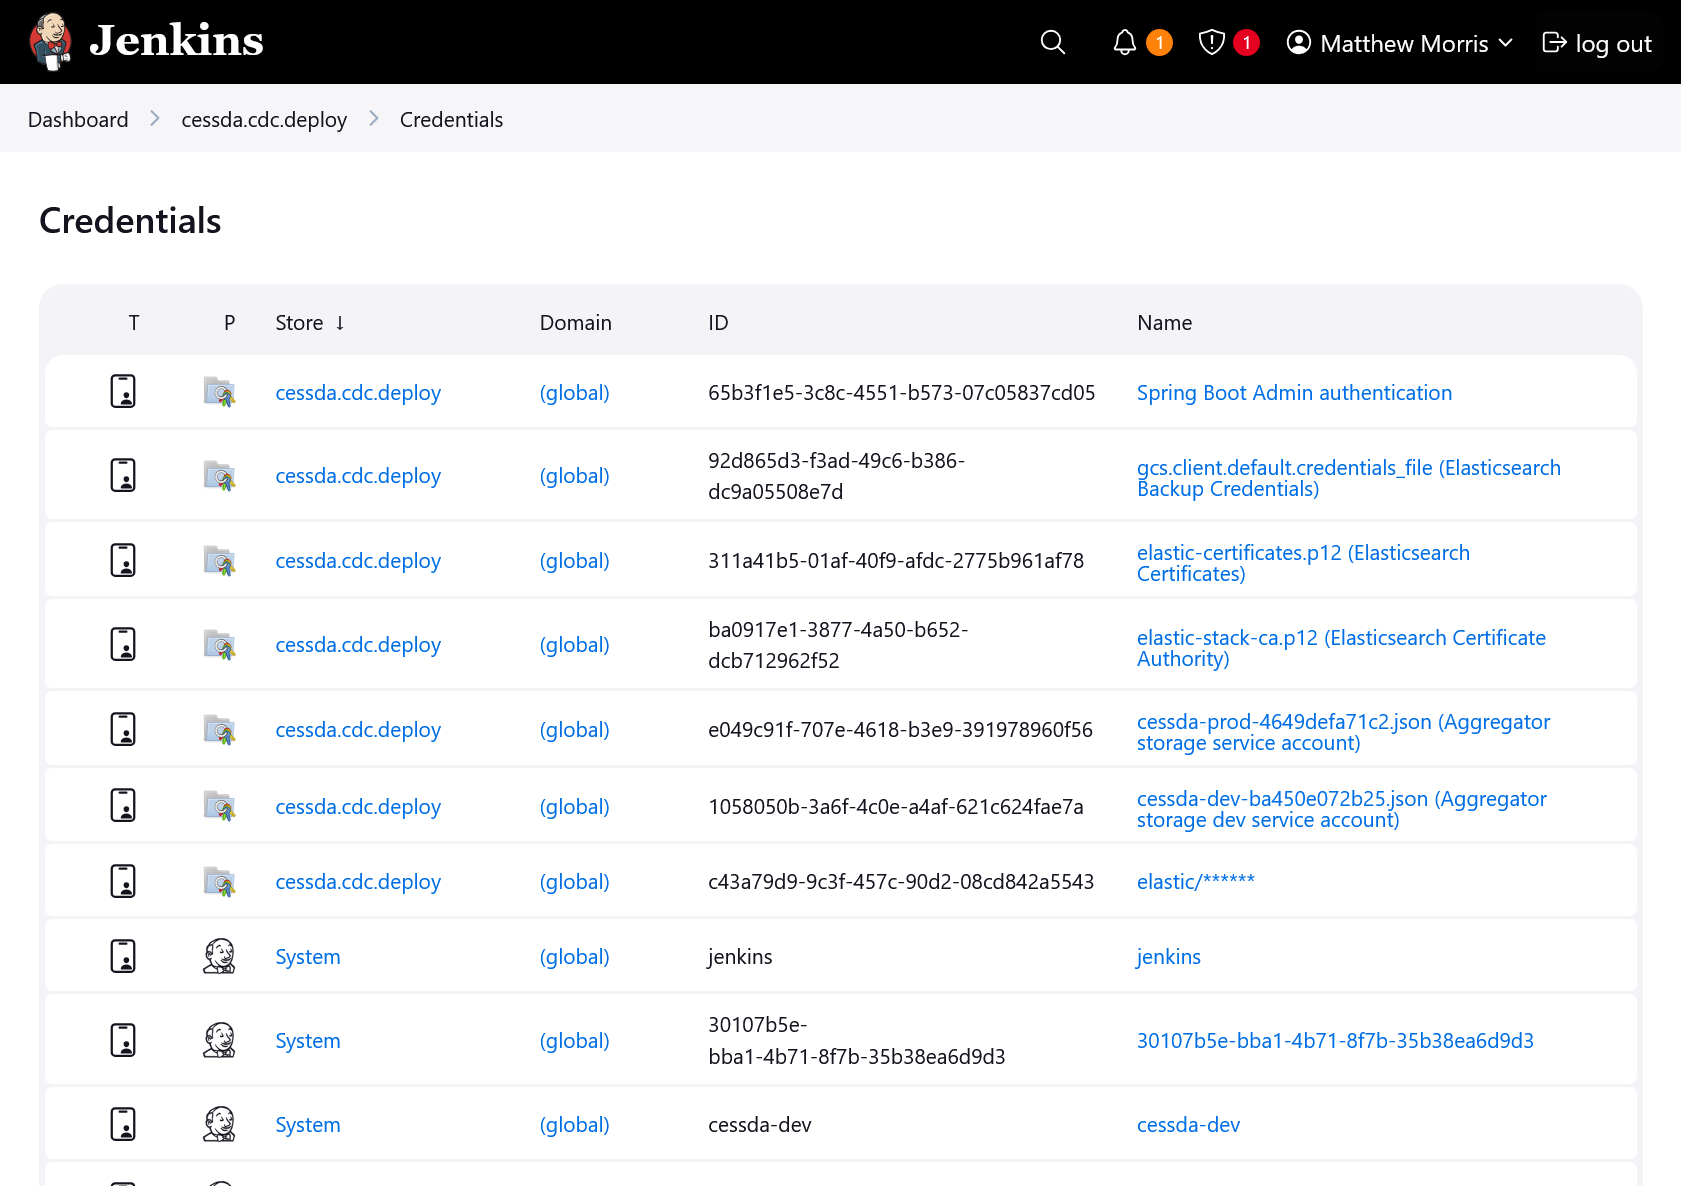 Jenkins
1
1
Matthew Morris
log out
Dashboard
cessda.cdc.deploy
Credentials
Credentials
T P Store ↓ Domain ID Name
cessda.cdc.deploy (global) 65b3f1e5-3c8c-4551-b573-07c05837cd05 Spring Boot Admin authentication
cessda.cdc.deploy (global)
92d865d3-f3ad-49c6-b386-
dc9a05508e7d
gcs.client.default.credentials_file (Elasticsearch
Backup Credentials)
cessda.cdc.deploy (global) 311a41b5-01af-40f9-afdc-2775b961af78
elastic-certificates.p12 (Elasticsearch
Certificates)
cessda.cdc.deploy (global)
ba0917e1-3877-4a50-b652-
dcb712962f52
elastic-stack-ca.p12 (Elasticsearch Certificate
Authority)
cessda.cdc.deploy (global) e049c91f-707e-4618-b3e9-391978960f56
cessda-prod-4649defa71c2.json (Aggregator
storage service account)
cessda.cdc.deploy (global) 1058050b-3a6f-4c0e-a4af-621c624fae7a
cessda-dev-ba450e072b25.json (Aggregator
storage dev service account)
cessda.cdc.deploy (global) c43a79d9-9c3f-457c-90d2-08cd842a5543 elastic/******
System (global) jenkins jenkins
System (global)
30107b5e-
bba1-4b71-8f7b-35b38ea6d9d3
30107b5e-bba1-4b71-8f7b-35b38ea6d9d3
System (global) cessda-dev cessda-dev